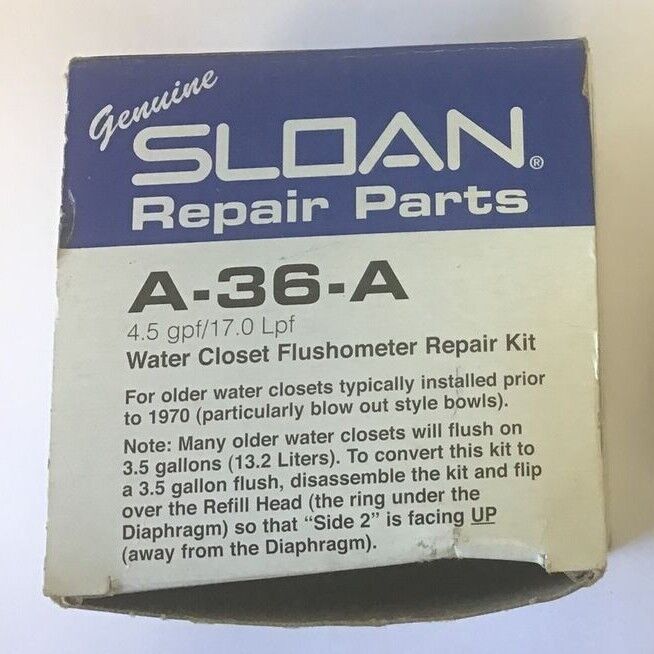 Genuine
SLOAN®
Repair Parts
A-36-A
4.5 gpf/17.0 Lpf
Water Closet Flushometer Repair Kit
For older water closets typically installed prior
to 1970 (particularly blow out style bowls).
Note: Many older water closets will flush on
3.5 gallons (13.2 Liters). To convert this kit to
a 3.5 gallon flush, disassemble the kit and flip
over the Refill Head (the ring under the
Diaphragm) so that “Side 2” is facing UP
(away from the Diaphragm).